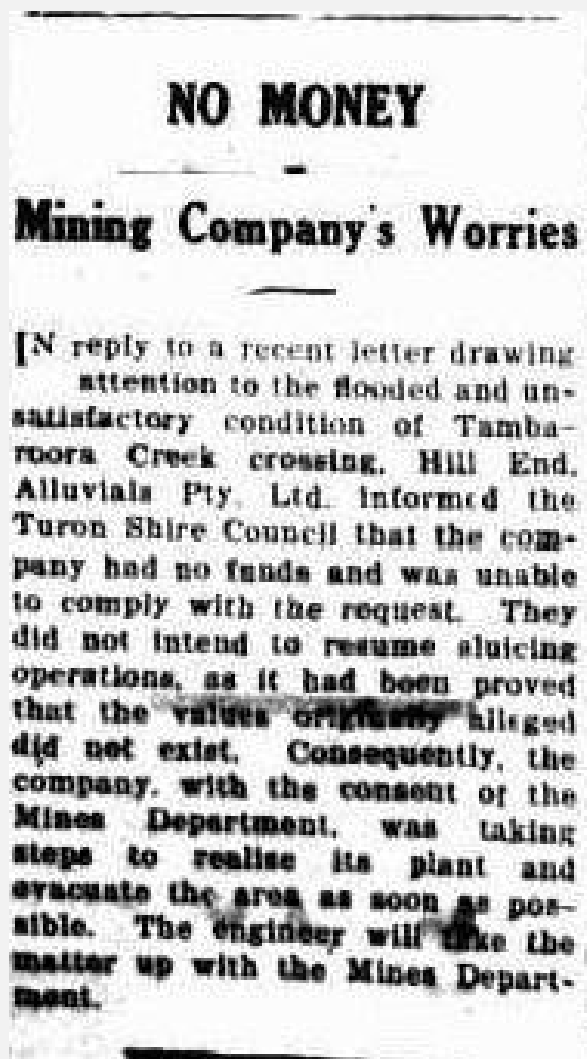 NO MONEY
Mining Company's Worries
IN reply to a recent letter drawing
attention to the flooded and un-
satisfactory condition of Tamba-
roora Creek crossing, Hill End,
Alluvials Pty. Ltd. informed the
Turon Shire Council that the com-
pany had no funds and was unable
to comply with the request. They
did not intend to resume sluicing
operations, as it had been proved
that the values originally alleged
did not exist. Consequently, the
company, with the consent of the
Mines Department, was taking
steps to realise its plant and
evacuate the area as soon as pos-
sible. The engineer will take the
matter up with the Mines Depart-
ment.